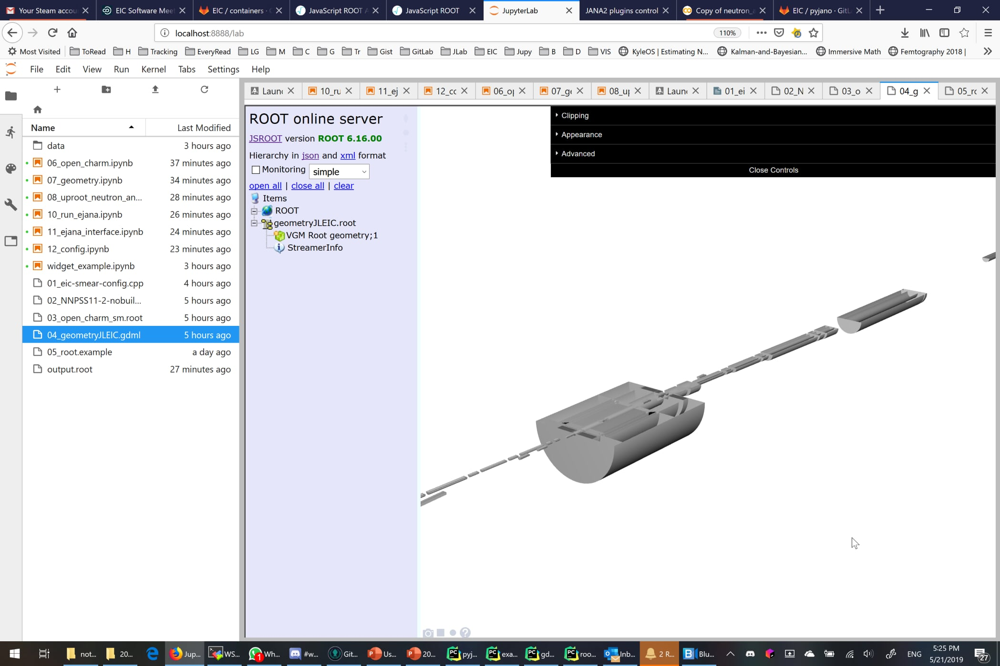 Your Steam accou
EIC Software Meet
EIC / containers ·
JavaScript ROOT
JavaScript ROOT
JupyterLab
JANA2 plugins control
Copy of neutron_a
EIC / pyjano · GitL
localhost:8888/lab
110%
Most Visited
ToRead
H
Tracking
EveryRead
LG
M
C
G
Tr
Gist
GitLab
JLab
EIC
Jupy
B
D
VIS
KyleOS | Estimating N...
Kalman-and-Bayesian...
Immersive Math
Femtography 2018 |
File
Edit
View
Run
Kernel
Tabs
Settings
Help
Name
Last Modified
data 3 hours ago
06_open_charm.ipynb 37 minutes ago
07_geometry.ipynb 34 minutes ago
08_uproot_neutron_an... 28 minutes ago
10_run_ejana.ipynb 26 minutes ago
11_ejana_interface.ipynb 24 minutes ago
12_config.ipynb 23 minutes ago
widget_example.ipynb 3 hours ago
01_eic-smear-config.cpp 4 hours ago
02_NNPSS11-2-nobuil... 5 hours ago
03_open_charm_sm.root 5 hours ago
04_geometryJLEIC.gdml 5 hours ago
05_root.example a day ago
output.root 27 minutes ago
Laun
10_ru
11_ej
12_cc
06_o
07_g
08_u
Laun
01_ei
02_N
03_o
04_g
05_r
ROOT online server
JSROOT version ROOT 6.16.00
Hierarchy in json and xml format
Monitoring simple
open all | close all | clear
Items
ROOT
geometryJLEIC.root
VGM Root geometry;1
StreamerInfo
Clipping
Appearance
Advanced
Close Controls
not...
20...
Jup...
WS...
1
Wh...
#w...
Git...
Us...
20...
pyj...
exa...
gd...
roo...
Inb...
2 R...
Blu...
ENG
5:25 PM
5/21/2019
27